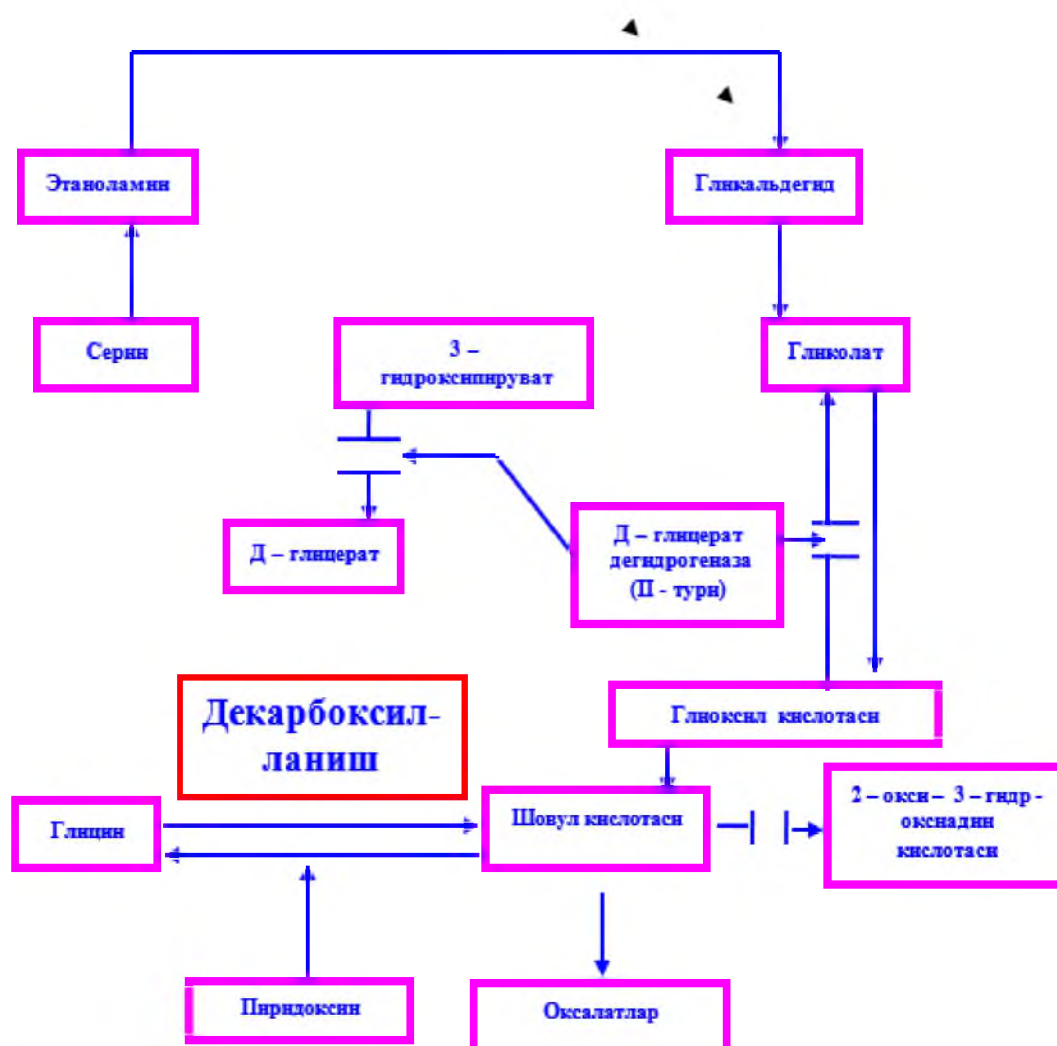 Этаноламин
Гликальдегид
Серин
3 –
гидроксипируват
Гликолат
Д – глицерат
Д – глицерат
дегидрогеназа
(II - тури)
Декарбоксил-
ланиш
Глиоксил кислотаси
Глицин
Шовул кислотаси
2 – окси – 3 – гидр -
оксиадин
кислотаси
Пиридоксин
Оксалатлар